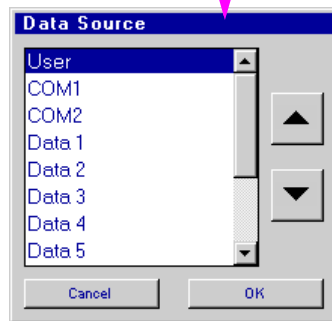 Data Source
User
COM1
COM2
Data 1
Data 2
Data 3
Data 4
Data 5
Cancel OK